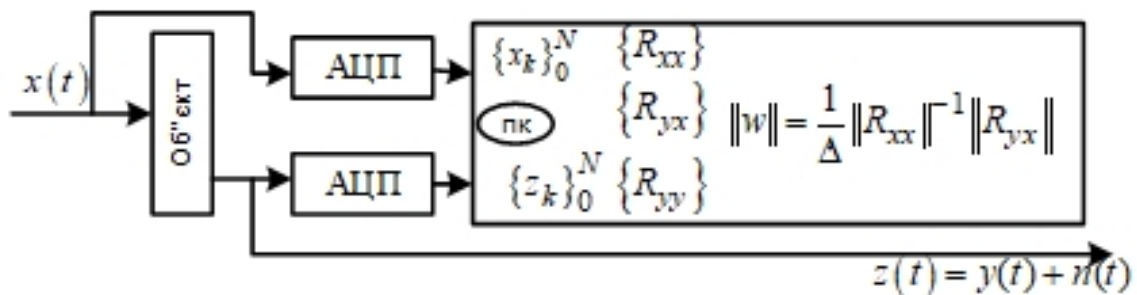 x(t)
Об"єкт
АЦП
АЦП
{x_k}_0^N {R_xx}
пк {R_yx} ‖w‖ = 1/Δ ‖R_xx‖^-1 ‖R_yx‖
{z_k}_0^N {R_yy}
z(t) = y(t) + n(t)